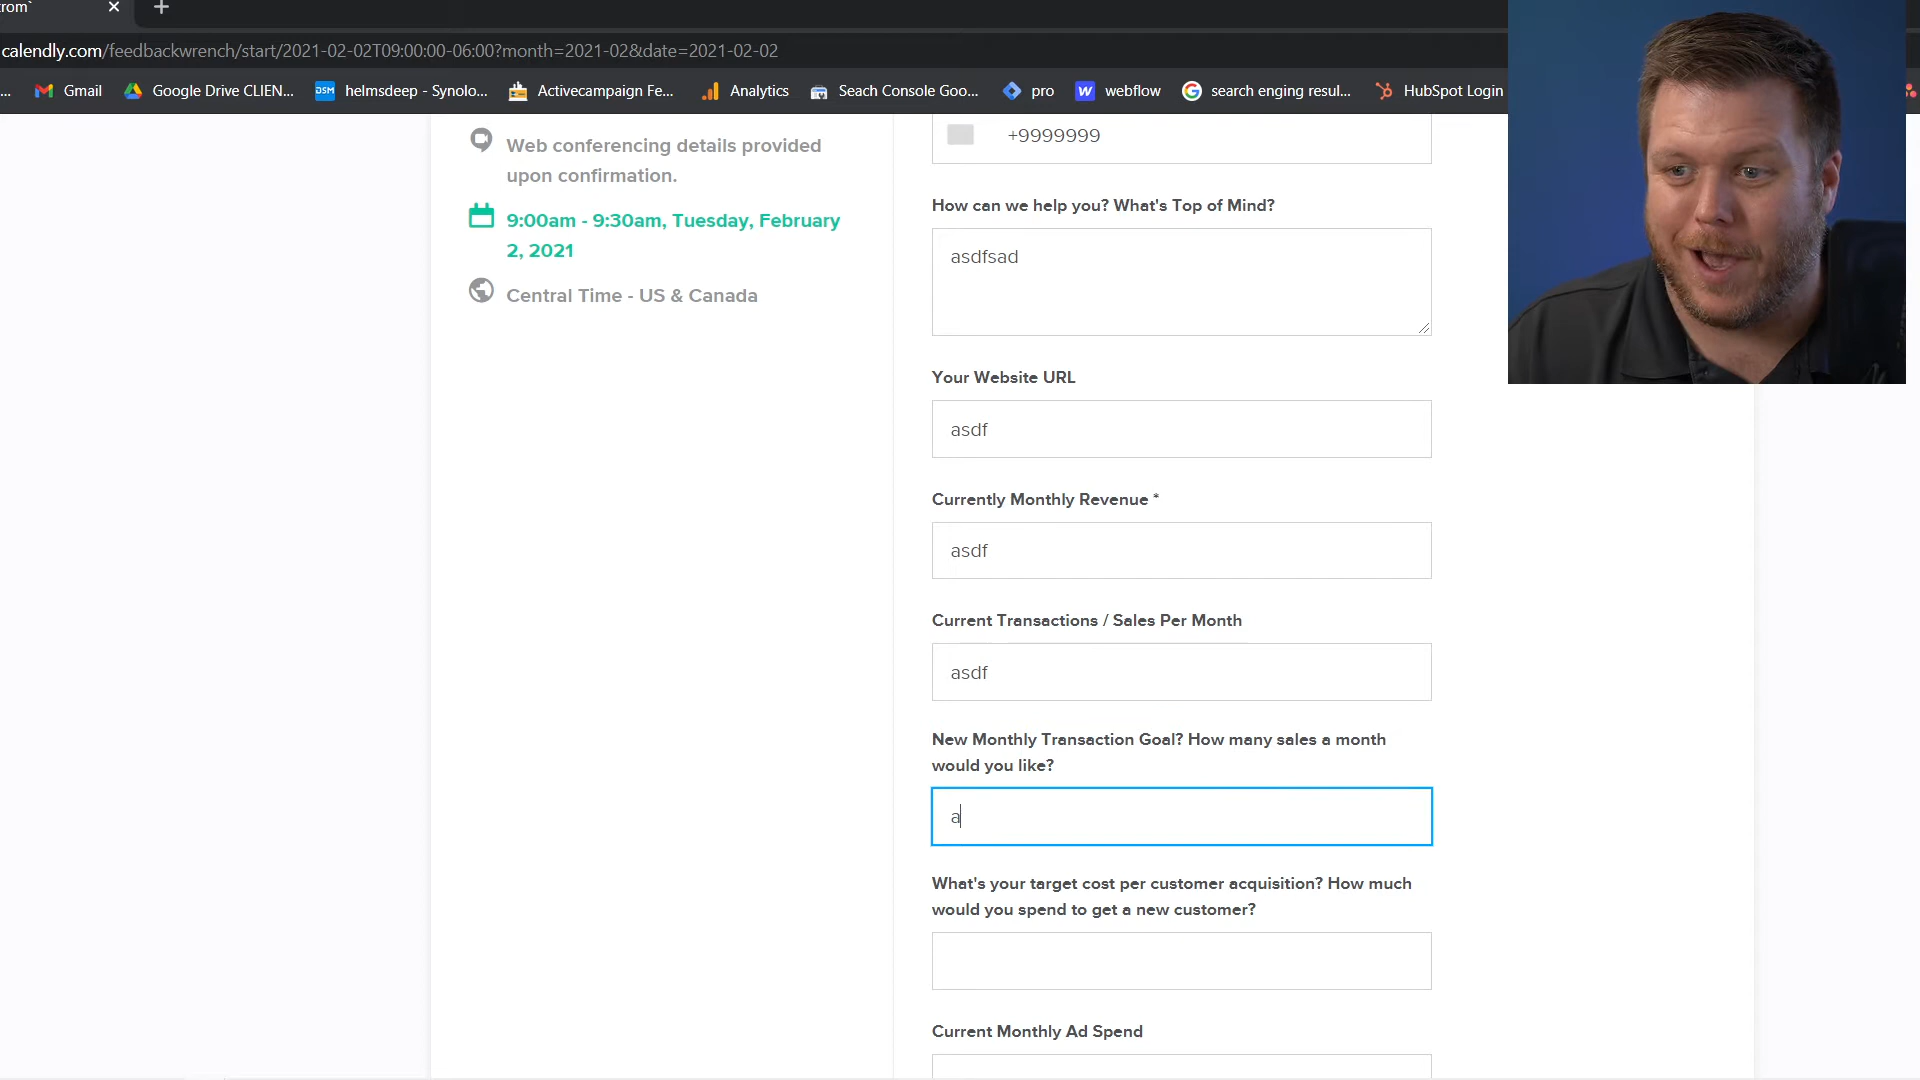 rom`
calendly.com/feedbackwrench/start/2021-02-02T09:00:00-06:00?month=2021-02&date=2021-02-02
... Gmail Google Drive CLIEN... DSM helmsdeep - Synolo... Activecampaign Fe... Analytics Seach Console Goo... pro webflow search enging resul... HubSpot Login
Web conferencing details provided
upon confirmation.
9:00am - 9:30am, Tuesday, February
2, 2021
Central Time - US & Canada
+9999999
How can we help you? What's Top of Mind?
asdfsad
Your Website URL
asdf
Currently Monthly Revenue *
asdf
Current Transactions / Sales Per Month
asdf
New Monthly Transaction Goal? How many sales a month
would you like?
a
What's your target cost per customer acquisition? How much
would you spend to get a new customer?
Current Monthly Ad Spend